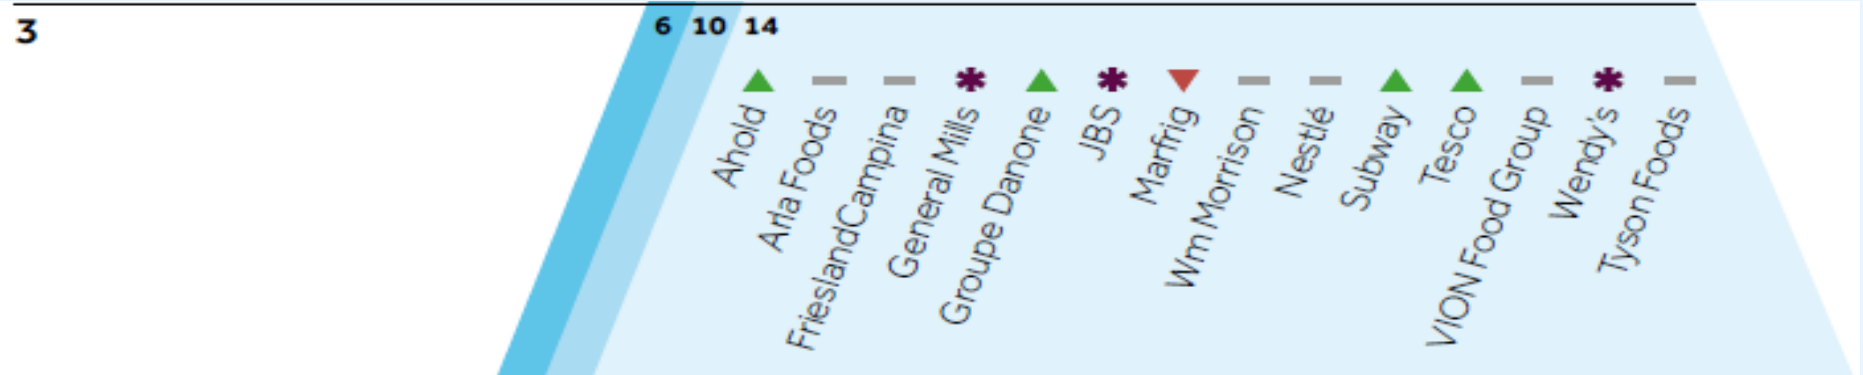 3
6 10 14
Ahold
Arla Foods
FrieslandCampina
General Mills
Groupe Danone
JBS
Marfrig
Wm Morrison
Nestlé
Subway
Tesco
VION Food Group
Wendy's
Tyson Foods